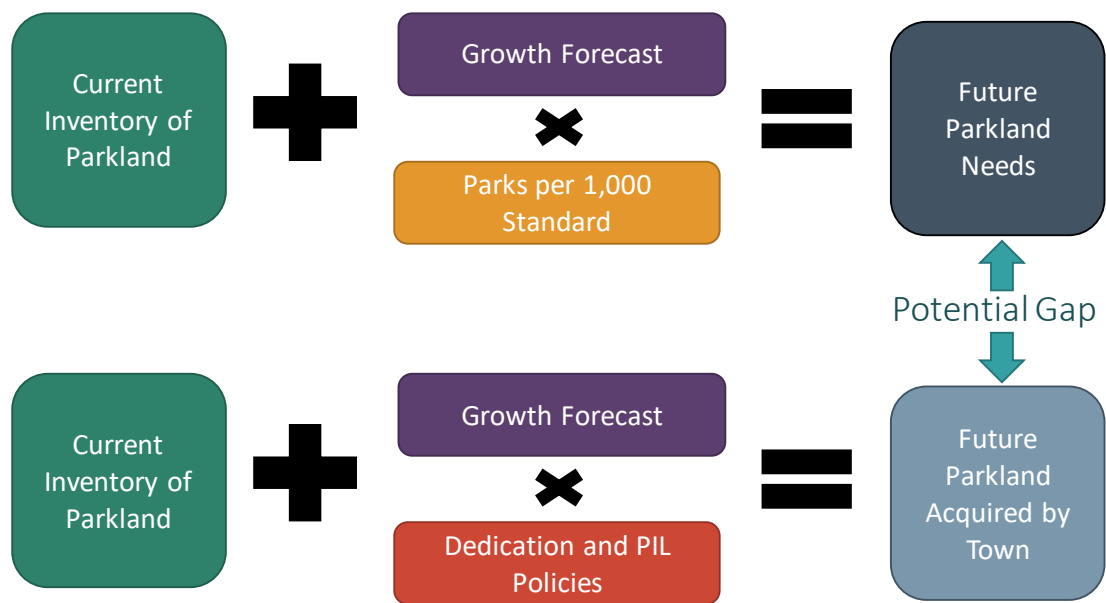 Current
Inventory of
Parkland
Growth Forecast
Parks per 1,000
Standard
Future
Parkland
Needs
Potential Gap
Current
Inventory of
Parkland
Growth Forecast
Dedication and PIL
Policies
Future
Parkland
Acquired by
Town